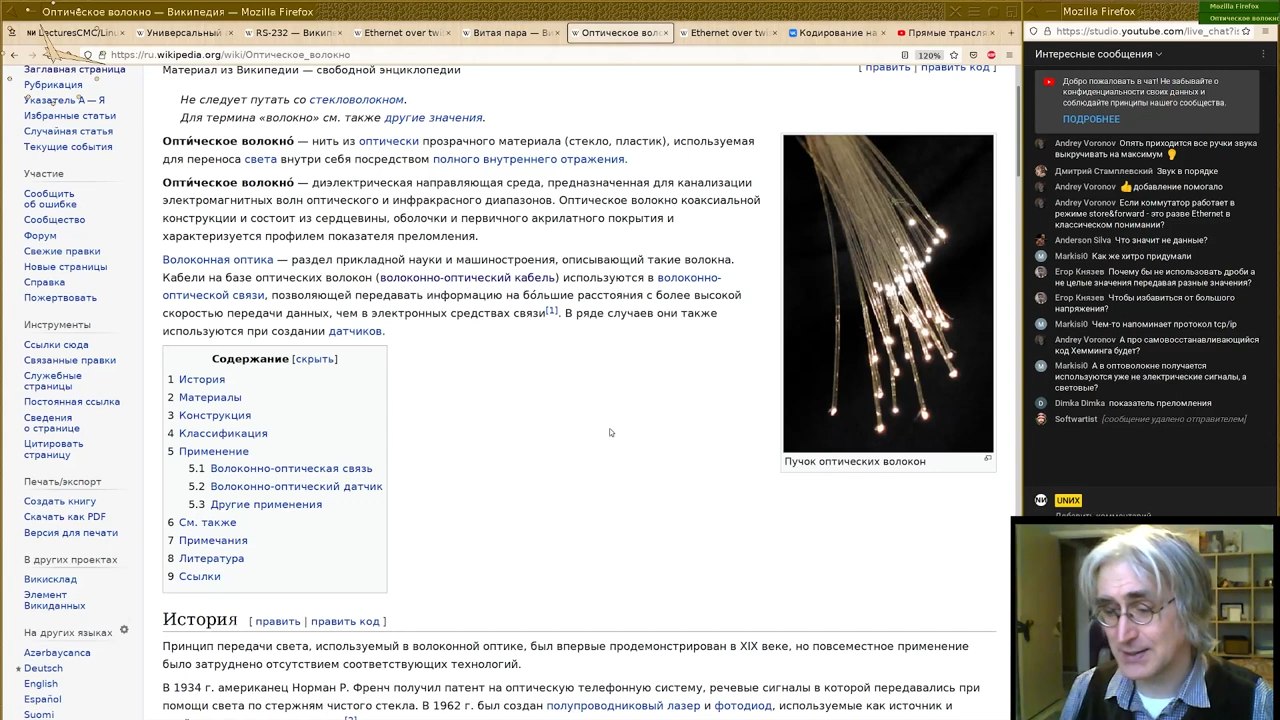 Оптическое волокно — Википедия — Mozilla Firefox
LecturesCMC/Linu
Универсальный
RS-232 — Викип
Ethernet over tw
Витая пара — Ви
Оптическое вол
Ethernet over tw
Кодирование на
Прямые трансля
https://ru.wikipedia.org/wiki/Оптическое_волокно
120%
Заглавная страница
Рубрикация
Указатель А — Я
Избранные статьи
Случайная статья
Текущие события
Участие
Сообщить
об ошибке
Сообщество
Форум
Свежие правки
Новые страницы
Справка
Пожертвовать
Инструменты
Ссылки сюда
Связанные правки
Служебные
страницы
Постоянная ссылка
Сведения
о странице
Цитировать
страницу
Печать/экспорт
Создать книгу
Скачать как PDF
Версия для печати
В других проектах
Викисклад
Элемент
Викиданных
На других языках
Azərbaycanca
Deutsch
English
Español
Suomi
Материал из Википедии — свободной энциклопедии
[ править | править код ]
Не следует путать со стекловолокном.
Для термина «волокно» см. также другие значения.
Опти́ческое волокно́ — нить из оптически прозрачного материала (стекло, пластик), используемая
для переноса света внутри себя посредством полного внутреннего отражения.
Опти́ческое волокно́ — диэлектрическая направляющая среда, предназначенная для канализации
электромагнитных волн оптического и инфракрасного диапазонов. Оптическое волокно коаксиальной
конструкции и состоит из сердцевины, оболочки и первичного акрилатного покрытия и
характеризуется профилем показателя преломления.
Волоконная оптика — раздел прикладной науки и машиностроения, описывающий такие волокна.
Кабели на базе оптических волокон (волоконно-оптический кабель) используются в волоконно-
оптической связи, позволяющей передавать информацию на бо́льшие расстояния с более высокой
скоростью передачи данных, чем в электронных средствах связи[1]. В ряде случаев они также
используются при создании датчиков.
Пучок оптических волокон
Содержание [скрыть]
1 История
2 Материалы
3 Конструкция
4 Классификация
5 Применение
5.1 Волоконно-оптическая связь
5.2 Волоконно-оптический датчик
5.3 Другие применения
6 См. также
7 Примечания
8 Литература
9 Ссылки
История [ править | править код ]
Принцип передачи света, используемый в волоконной оптике, был впервые продемонстрирован в XIX веке, но повсеместное применение
было затруднено отсутствием соответствующих технологий.
В 1934 г. американец Норман Р. Френч получил патент на оптическую телефонную систему, речевые сигналы в которой передавались при
помощи света по стержням чистого стекла. В 1962 г. был создан полупроводниковый лазер и фотодиод, используемые как источник и
Mozilla Firefox
Mozilla Firefox
Оптическое волокно
https://studio.youtube.com/live_chat?is
Интересные сообщения
Добро пожаловать в чат! Не забывайте о
конфиденциальности своих данных и
соблюдайте принципы нашего сообщества.
ПОДРОБНЕЕ
Andrey Voronov Опять приходится все ручки звука
выкручивать на максимум
Дмитрий Стамплевский Звук в порядке
Andrey Voronov добавление помогало
Andrey Voronov Если коммутатор работает в
режиме store&forward - это разве Ethernet в
классическом понимании?
Anderson Silva Что значит не данные?
Markisi0 Как же хитро придумали
Егор Князев Почему бы не использовать дроби а
не целые значения передавая разные значения?
Егор Князев Чтобы избавиться от большого
напряжения?
Markisi0 Чем-то напоминает протокол tcp/ip
Andrey Voronov А про самовосстанавливающийся
код Хемминга будет?
Markisi0 А в оптоволокне получается
используются уже не электрические сигналы, а
световые?
Dimka Dimka показатель преломления
Softwartist [сообщение удалено отправителем]
UNИX